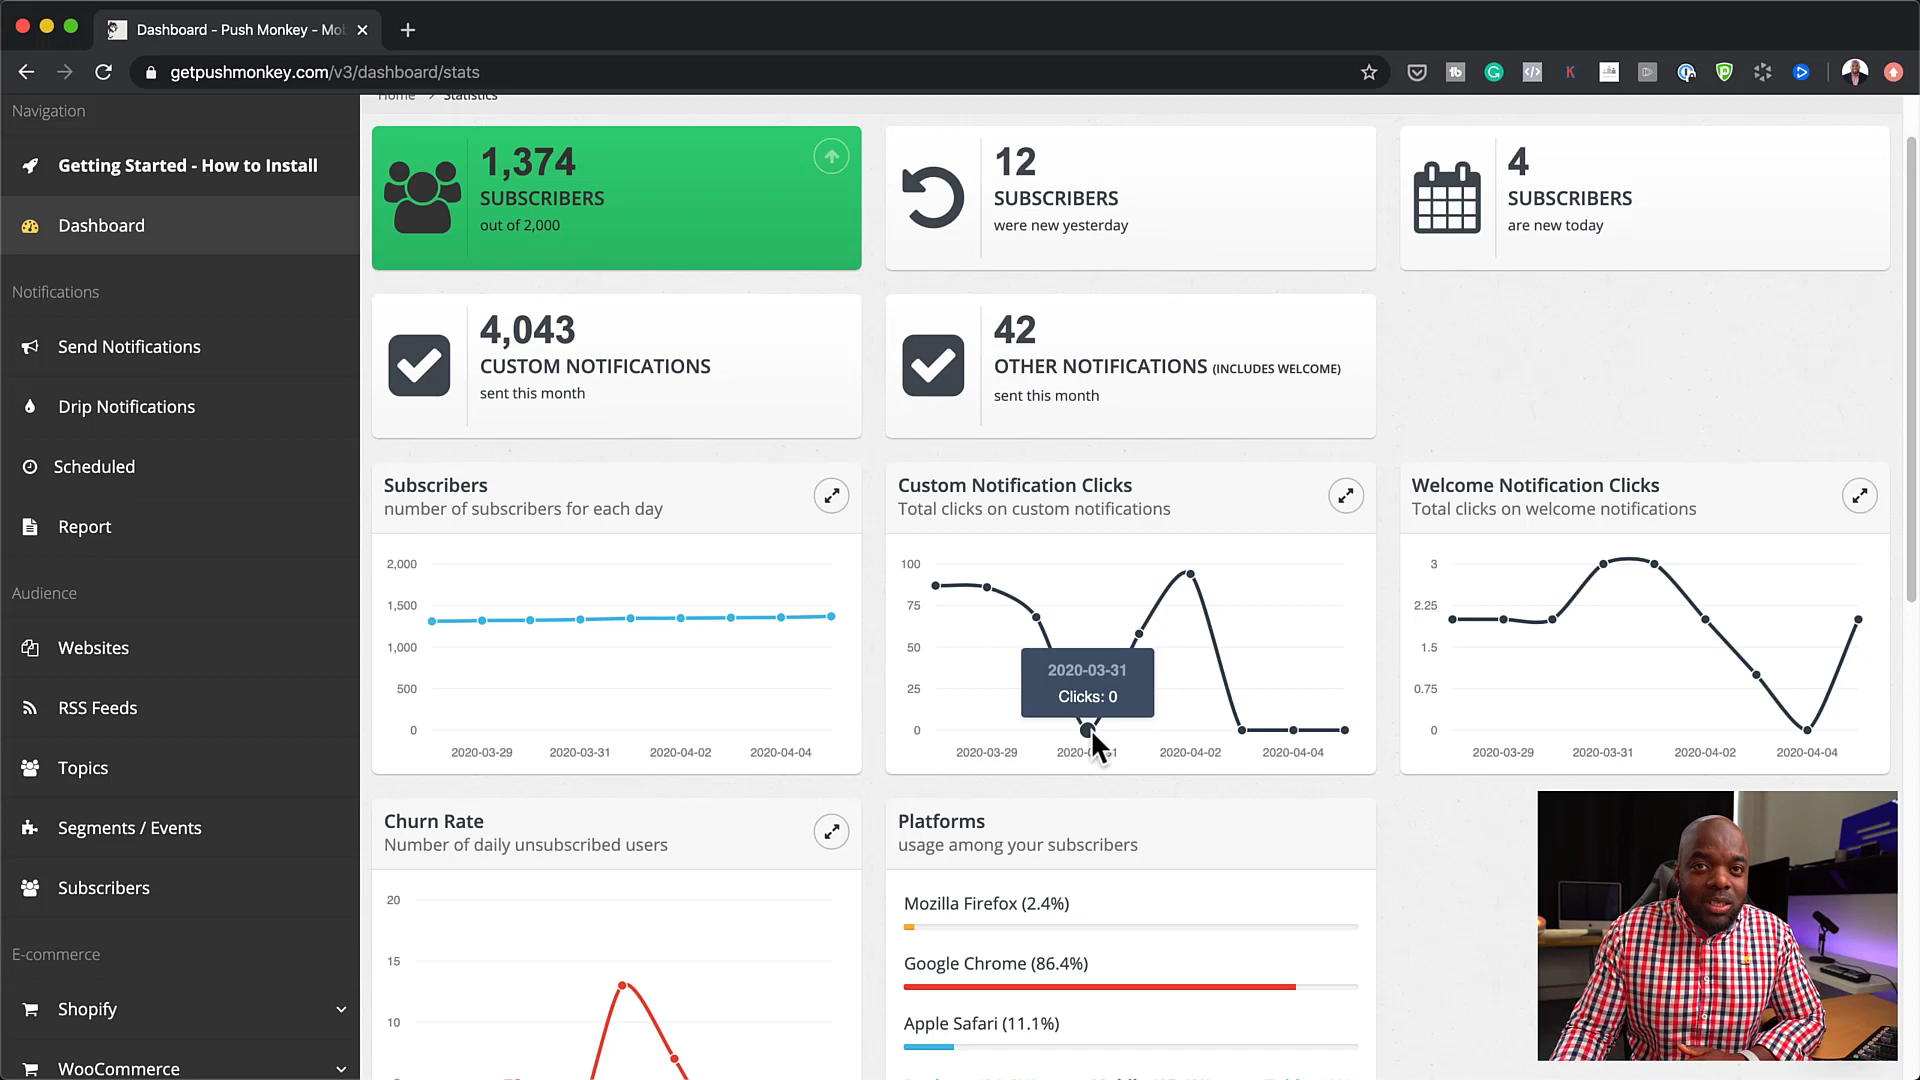 Dashboard - Push Monkey - Mo
getpushmonkey.com/v3/dashboard/stats
Navigation
Getting Started - How to Install
Dashboard
Notifications
Send Notifications
Drip Notifications
Scheduled
Report
Audience
Websites
RSS Feeds
Topics
Segments / Events
Subscribers
E-commerce
Shopify
WooCommerce
Home > Statistics
1,374
SUBSCRIBERS
out of 2,000
12
SUBSCRIBERS
were new yesterday
4
SUBSCRIBERS
are new today
4,043
CUSTOM NOTIFICATIONS
sent this month
42
OTHER NOTIFICATIONS (INCLUDES WELCOME)
sent this month
Subscribers
number of subscribers for each day
2,000
1,500
1,000
500
0
2020-03-29 2020-03-31 2020-04-02 2020-04-04
Custom Notification Clicks
Total clicks on custom notifications
100
75
50
25
0
2020-03-31
Clicks: 0
2020-03-29 2020-03-31 2020-04-02 2020-04-04
Welcome Notification Clicks
Total clicks on welcome notifications
3
2.25
1.5
0.75
0
2020-03-29 2020-03-31 2020-04-02 2020-04-04
Churn Rate
Number of daily unsubscribed users
20
15
10
Platforms
usage among your subscribers
Mozilla Firefox (2.4%)
Google Chrome (86.4%)
Apple Safari (11.1%)